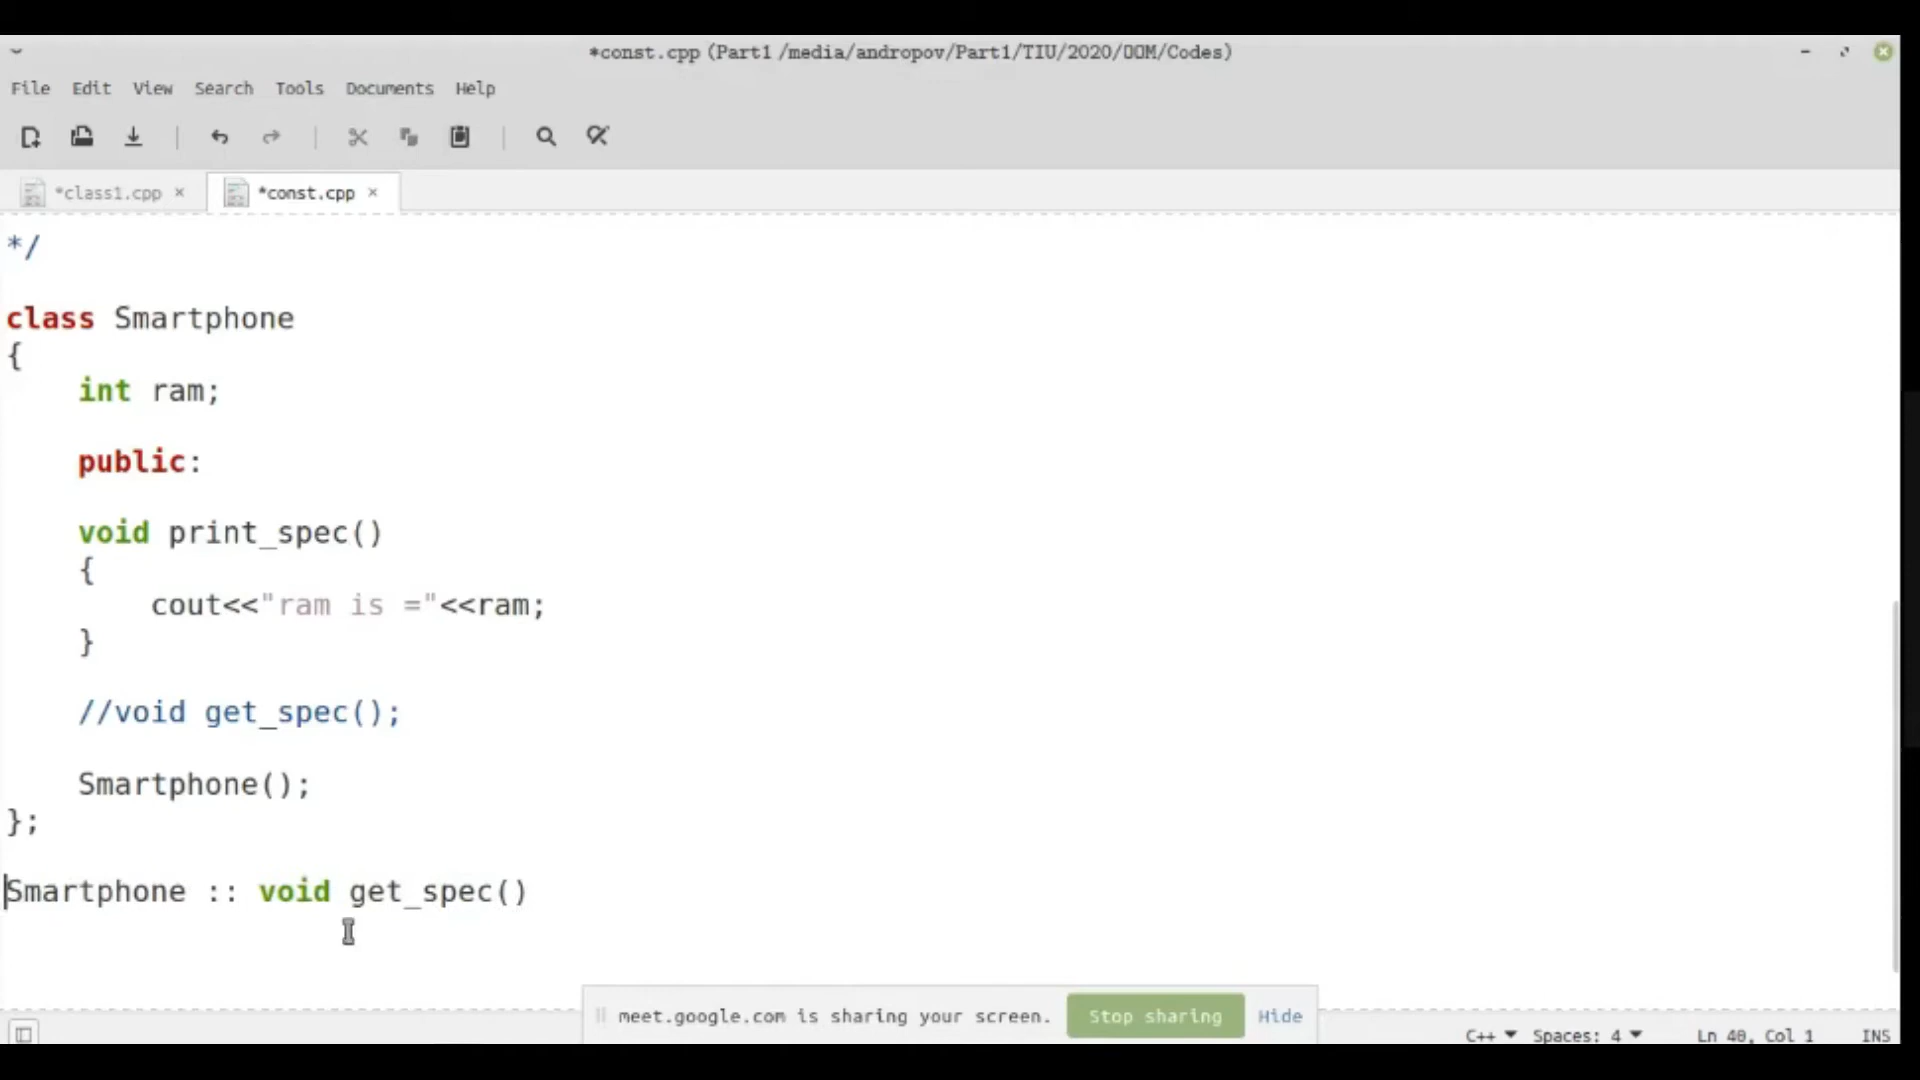 *const.cpp (Part1 /media/andropov/Part1/TIU/2020/OOM/Codes)
File Edit View Search Tools Documents Help
*class1.cpp × *const.cpp ×
*/
class Smartphone
{
int ram;
public:
void print_spec()
{
cout<<"ram is ="<<ram;
}
//void get_spec();
Smartphone();
};
Smartphone :: void get_spec()
meet.google.com is sharing your screen. Stop sharing Hide
C++ Spaces: 4 Ln 40, Col 1 INS